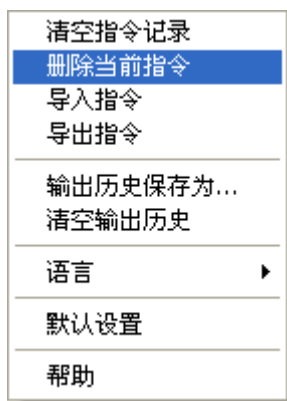 清空指令记录
删除当前指令
导入指令
导出指令
输出历史保存为...
清空输出历史
语言
默认设置
帮助